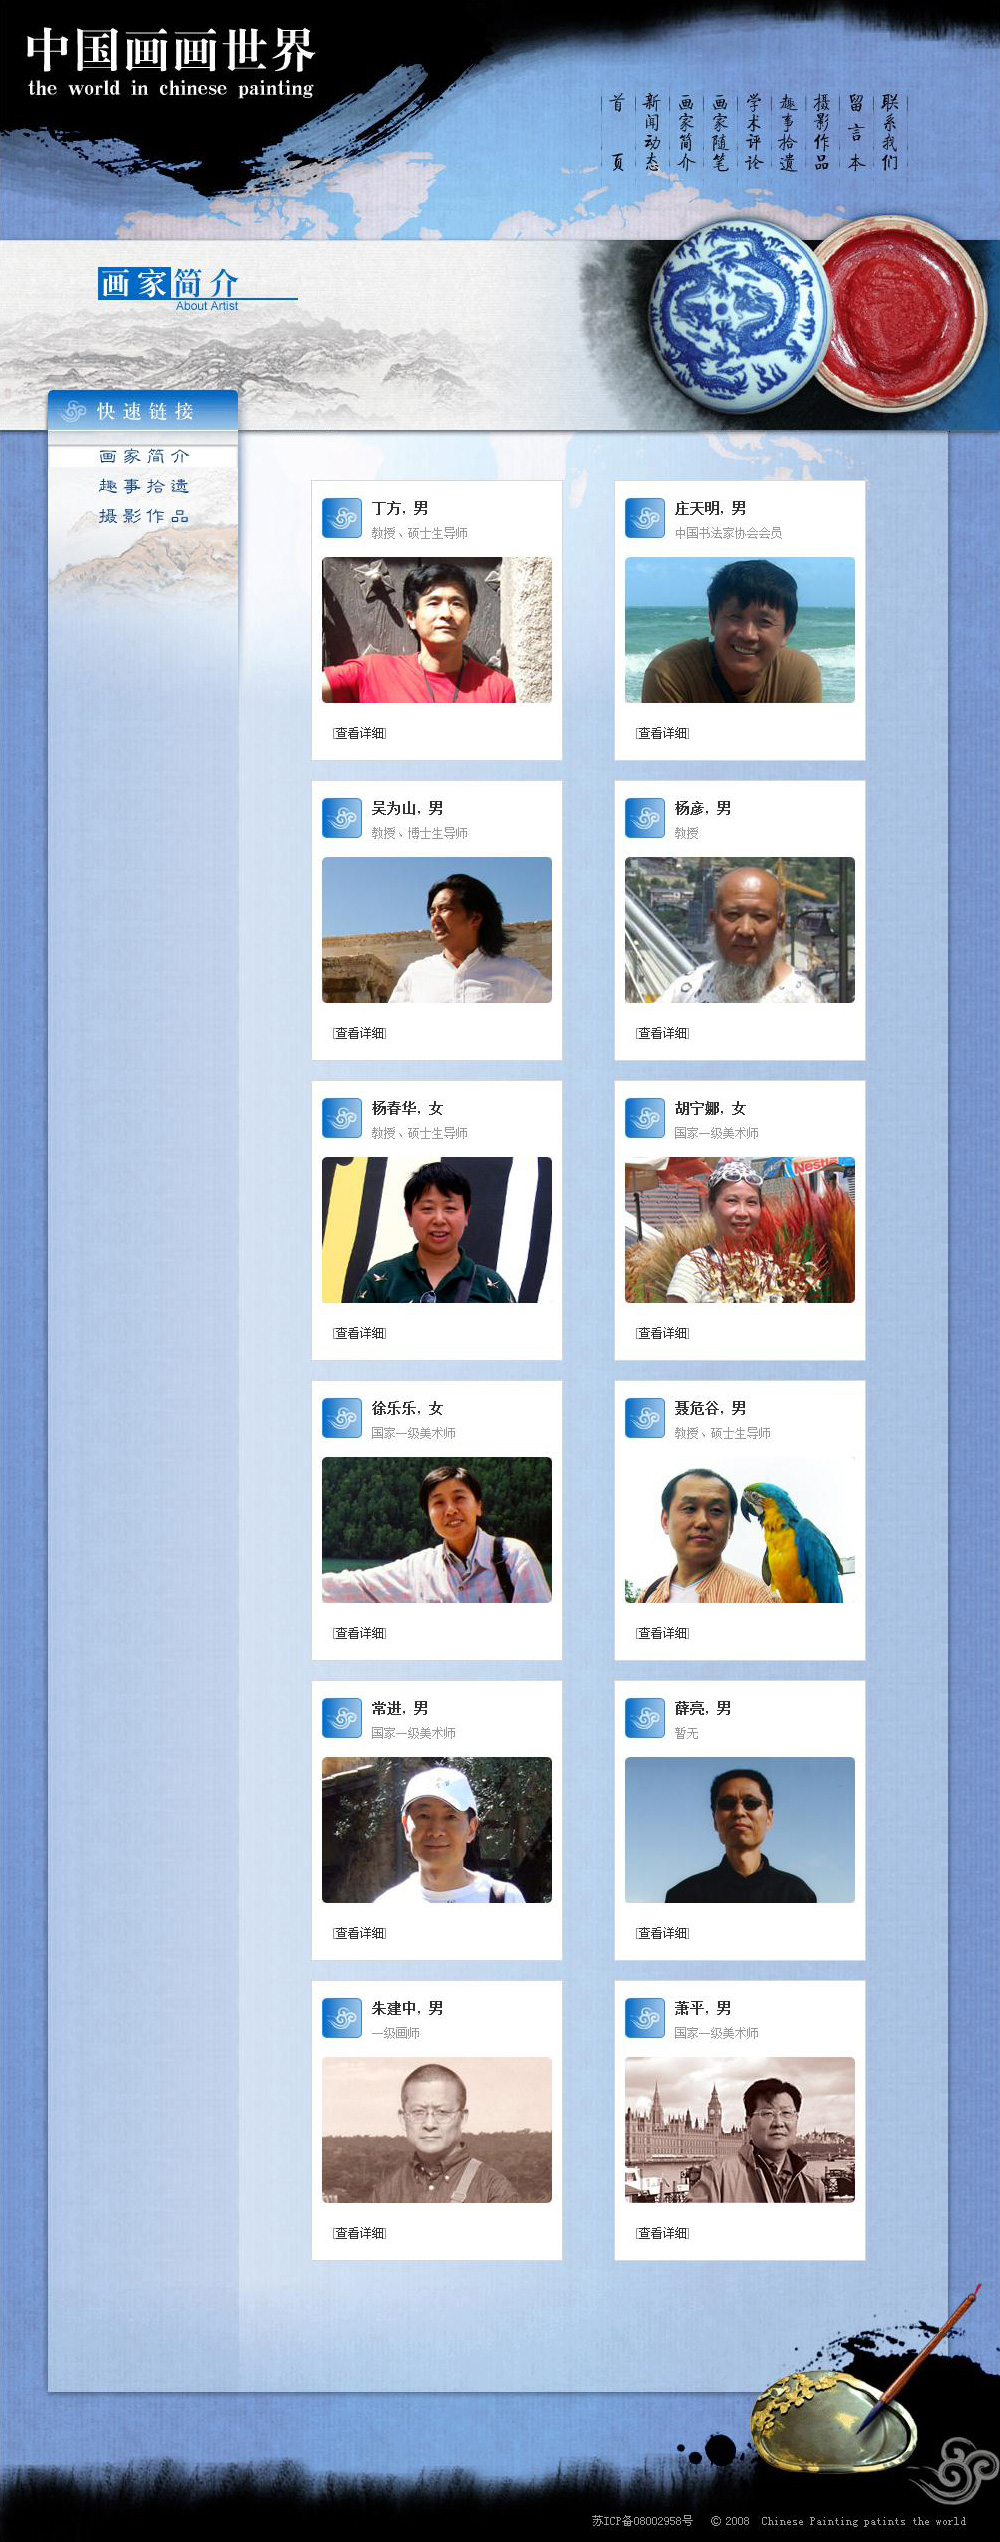 中国画画世界
the world in chinese painting
首頁
新闻动态
画家简介
画家随笔
学术评论
趣事拾遗
摄影作品
留言本
联系我们
画家简介
About Artist
快速链接
画家简介
趣事拾遗
摄影作品
丁方, 男
教授、硕士生导师
[查看详细]
庄天明, 男
中国书法家协会会员
[查看详细]
吴为山, 男
教授、博士生导师
[查看详细]
杨彦, 男
教授
[查看详细]
杨春华, 女
教授、硕士生导师
[查看详细]
胡宁娜, 女
国家一级美术师
Nestlé
[查看详细]
徐乐乐, 女
国家一级美术师
[查看详细]
聂危谷, 男
教授、硕士生导师
[查看详细]
常进, 男
国家一级美术师
[查看详细]
薛亮, 男
暂无
[查看详细]
朱建中, 男
一级画师
[查看详细]
萧平, 男
国家一级美术师
[查看详细]
苏ICP备08002958号 © 2008 Chinese Painting patints the world